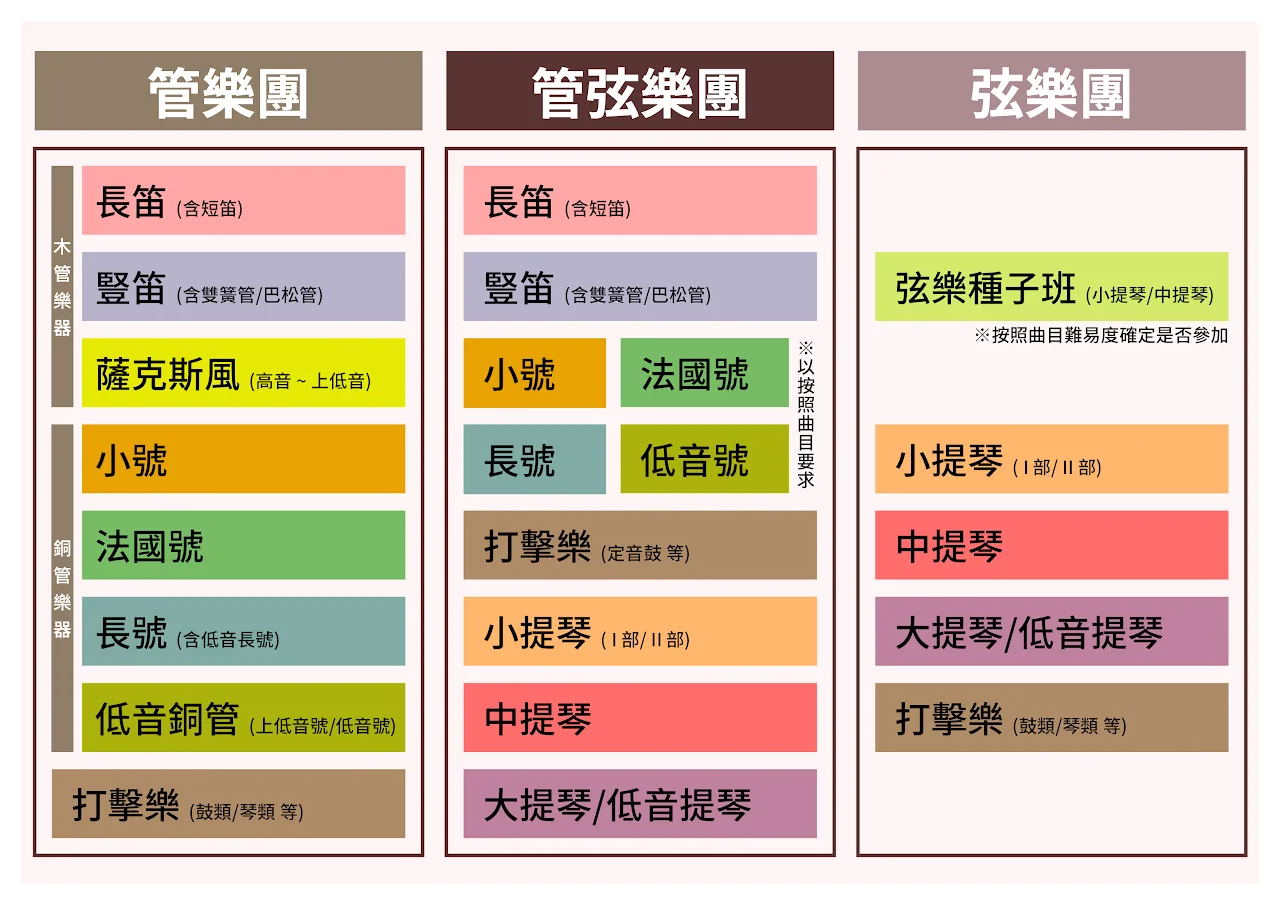 管樂團
木管樂器
長笛 (含短笛)
豎笛 (含雙簧管/巴松管)
薩克斯風 (高音 ~ 上低音)
銅管樂器
小號
法國號
長號 (含低音長號)
低音銅管 (上低音號/低音號)
打擊樂 (鼓類/琴類 等)
管弦樂團
長笛 (含短笛)
豎笛 (含雙簧管/巴松管)
小號
法國號
長號
低音號
※以按照曲目要求
打擊樂 (定音鼓 等)
小提琴 ( I 部/ II 部)
中提琴
大提琴/低音提琴
弦樂團
弦樂種子班 (小提琴/中提琴)
※按照曲目難易度確定是否參加
小提琴 ( I 部/ II 部)
中提琴
大提琴/低音提琴
打擊樂 (鼓類/琴類 等)